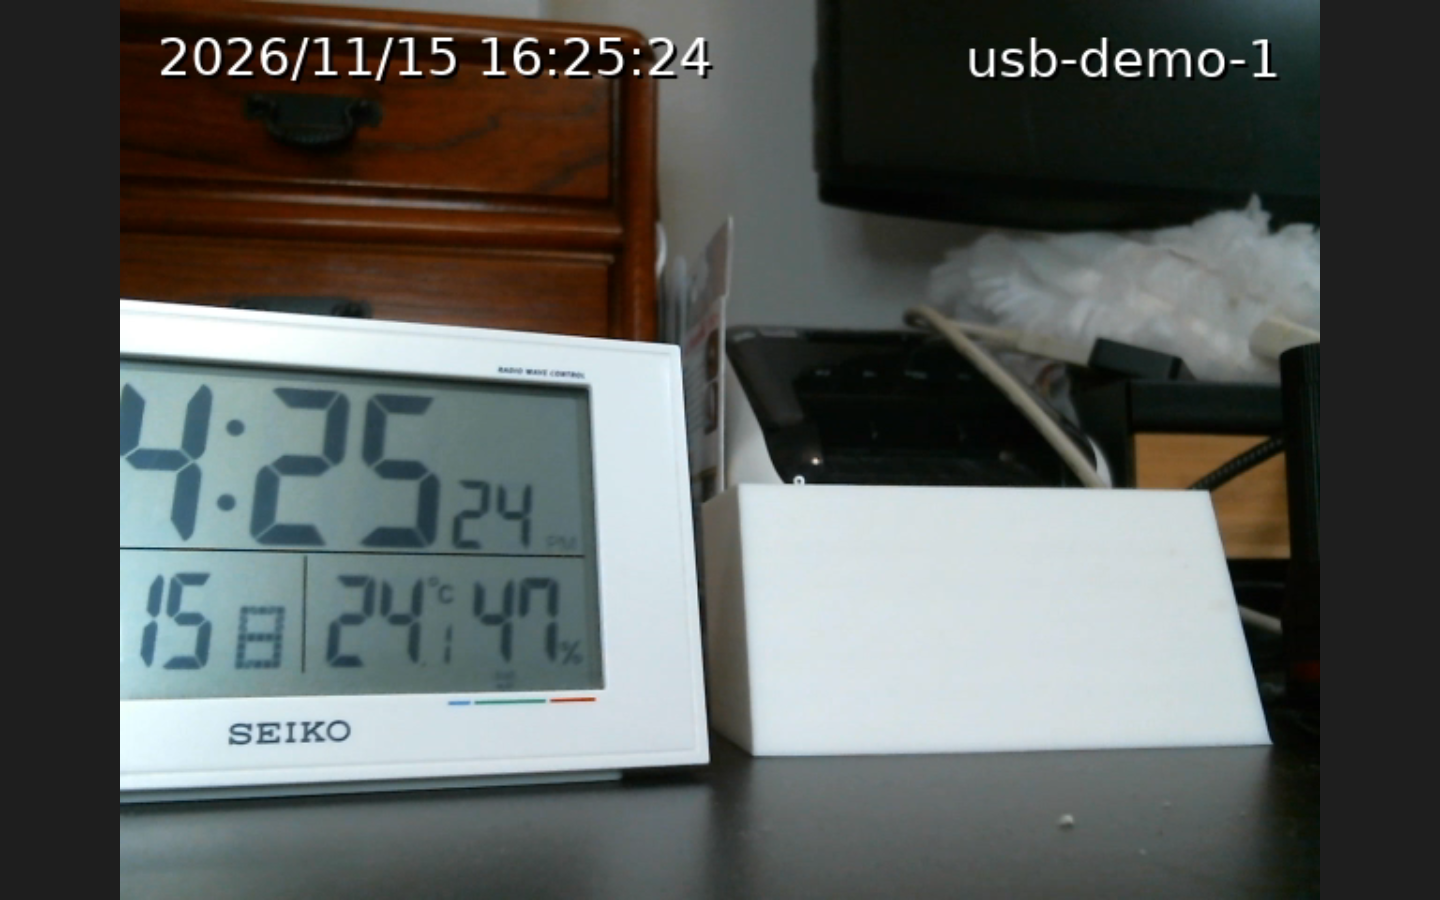 2026/11/15 16:25:24
usb-demo-1
RADIO WAVE CONTROL
4:25 24
PM
15 日 24.1 °C 47 %
SEIKO